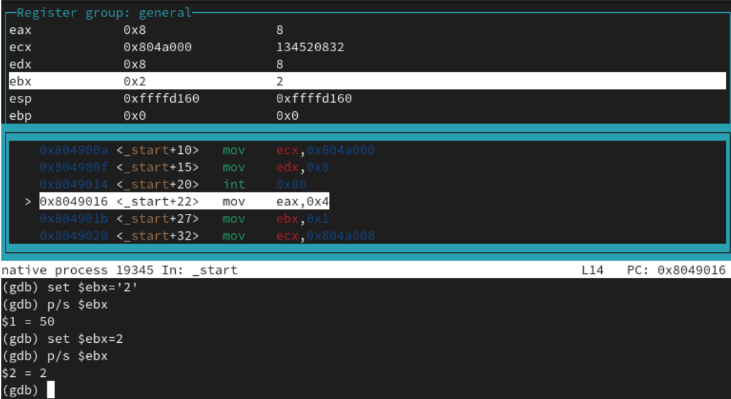 Register group: general
eax 0x8 8
ecx 0x804a000 134520832
edx 0x8 8
ebx 0x2 2
esp 0xffffd160 0xffffd160
ebp 0x0 0x0
0x804900a <_start+10> mov ecx,0x804a000
0x804900f <_start+15> mov edx,0x8
0x8049014 <_start+20> int 0x80
> 0x8049016 <_start+22> mov eax,0x4
0x804901b <_start+27> mov ebx,0x1
0x8049020 <_start+32> mov ecx,0x804a008
native process 19345 In: _start L14 PC: 0x8049016
(gdb) set $ebx='2'
(gdb) p/s $ebx
$1 = 50
(gdb) set $ebx=2
(gdb) p/s $ebx
$2 = 2
(gdb)